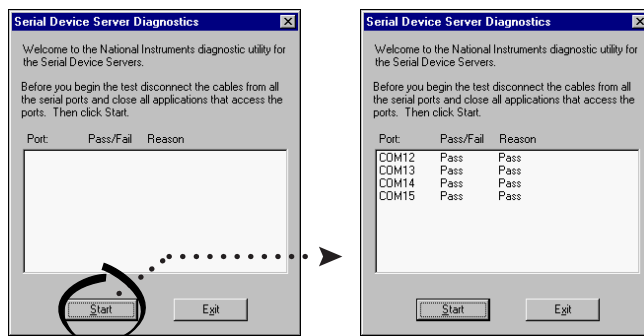 Serial Device Server Diagnostics
Welcome to the National Instruments diagnostic utility for
the Serial Device Servers.
Before you begin the test disconnect the cables from all
the serial ports and close all applications that access the
ports. Then click Start.
Port: Pass/Fail Reason
Start Exit
Serial Device Server Diagnostics
Welcome to the National Instruments diagnostic utility for
the Serial Device Servers.
Before you begin the test disconnect the cables from all
the serial ports and close all applications that access the
ports. Then click Start.
Port: Pass/Fail Reason
COM12 Pass Pass
COM13 Pass Pass
COM14 Pass Pass
COM15 Pass Pass
Start Exit